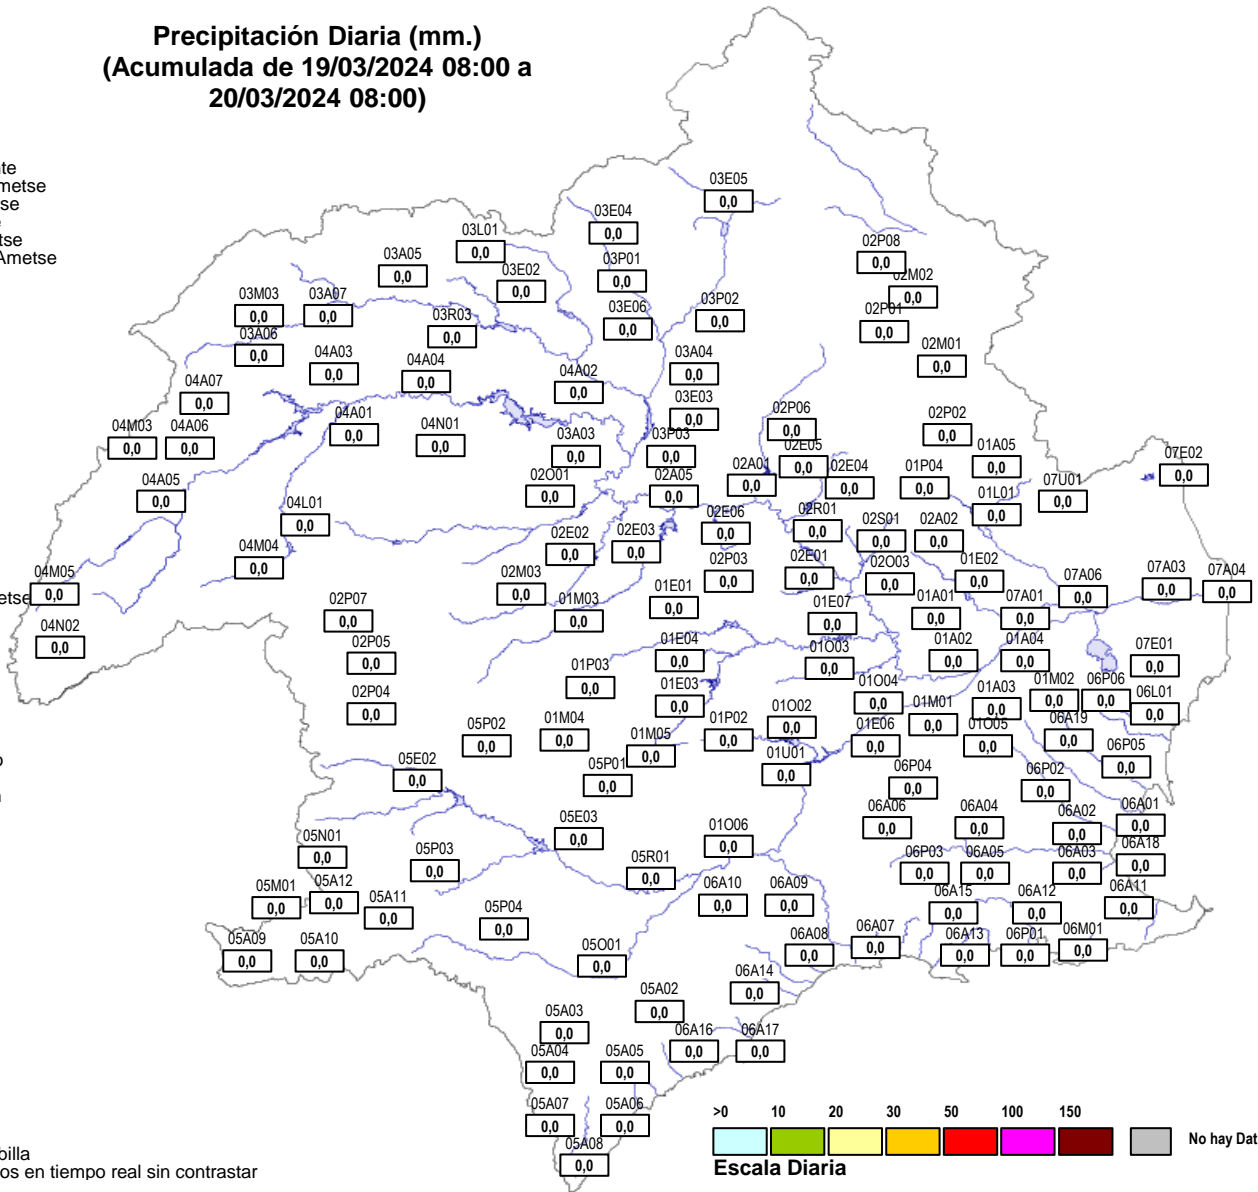 Precipitación Diaria (mm.)
(Acumulada de 19/03/2024 08:00 a
20/03/2024 08:00)
nte
metse
se
e
tse
Ametse
03E05
0,0
03E04
0,0
03L01
0,0
03A05
0,0
03E02
0,0
03P01
0,0
02P08
0,0
02M02
0,0
03M03
0,0
03A07
0,0
03R03
0,0
03E06
0,0
03P02
0,0
02P01
0,0
03A06
0,0
04A03
0,0
04A04
0,0
04A02
0,0
03A04
0,0
02M01
0,0
04A07
0,0
04A01
0,0
04N01
0,0
03E03
0,0
02P06
0,0
02P02
0,0
04M03
0,0
04A06
0,0
03A03
0,0
03P03
0,0
02E05
0,0
01A05
0,0
07E02
0,0
04A05
0,0
02O01
0,0
02A05
0,0
02A01
0,0
02E04
0,0
01P04
0,0
07U01
0,0
01L01
0,0
04L01
0,0
02E02
0,0
02E03
0,0
02E06
0,0
02R01
0,0
02S01
0,0
02A02
0,0
04M04
0,0
02M03
0,0
02P03
0,0
02E01
0,0
02O03
0,0
01E02
0,0
07A03
0,0
07A04
0,0
04M05
0,0
etse
07A06
0,0
02P07
0,0
01M03
0,0
01E01
0,0
01E07
0,0
01A01
0,0
07A01
0,0
04N02
0,0
02P05
0,0
01E04
0,0
01O03
0,0
01A02
0,0
01A04
0,0
07E01
0,0
01P03
0,0
02P04
0,0
01E03
0,0
01O04
0,0
01A03
0,0
01M02
0,0
06P06
0,0
06L01
0,0
05P02
0,0
01M04
0,0
01P02
0,0
01O02
0,0
01M01
0,0
01M05
0,0
01E06
0,0
01O05
0,0
06A19
0,0
o
05E02
0,0
05P01
0,0
01U01
0,0
06P04
0,0
06P02
0,0
06P05
0,0
05E03
0,0
01O06
0,0
06A06
0,0
06A04
0,0
06A02
0,0
06A01
0,0
05N01
0,0
05P03
0,0
05R01
0,0
06P03
0,0
06A05
0,0
06A03
0,0
06A18
0,0
05M01
0,0
05A12
0,0
05A11
0,0
06A10
0,0
06A09
0,0
06A15
0,0
06A12
0,0
06A11
0,0
05P04
0,0
05A09
0,0
05A10
0,0
05O01
0,0
06A08
0,0
06A07
0,0
06A13
0,0
06P01
0,0
06M01
0,0
06A14
0,0
05A02
0,0
05A03
0,0
06A16
0,0
06A17
0,0
05A04
0,0
05A05
0,0
05A07
0,0
05A06
0,0
05A08
0,0
>0 10 20 30 50 100 150
No hay Dat
Escala Diaria
billa
os en tiempo real sin contrastar